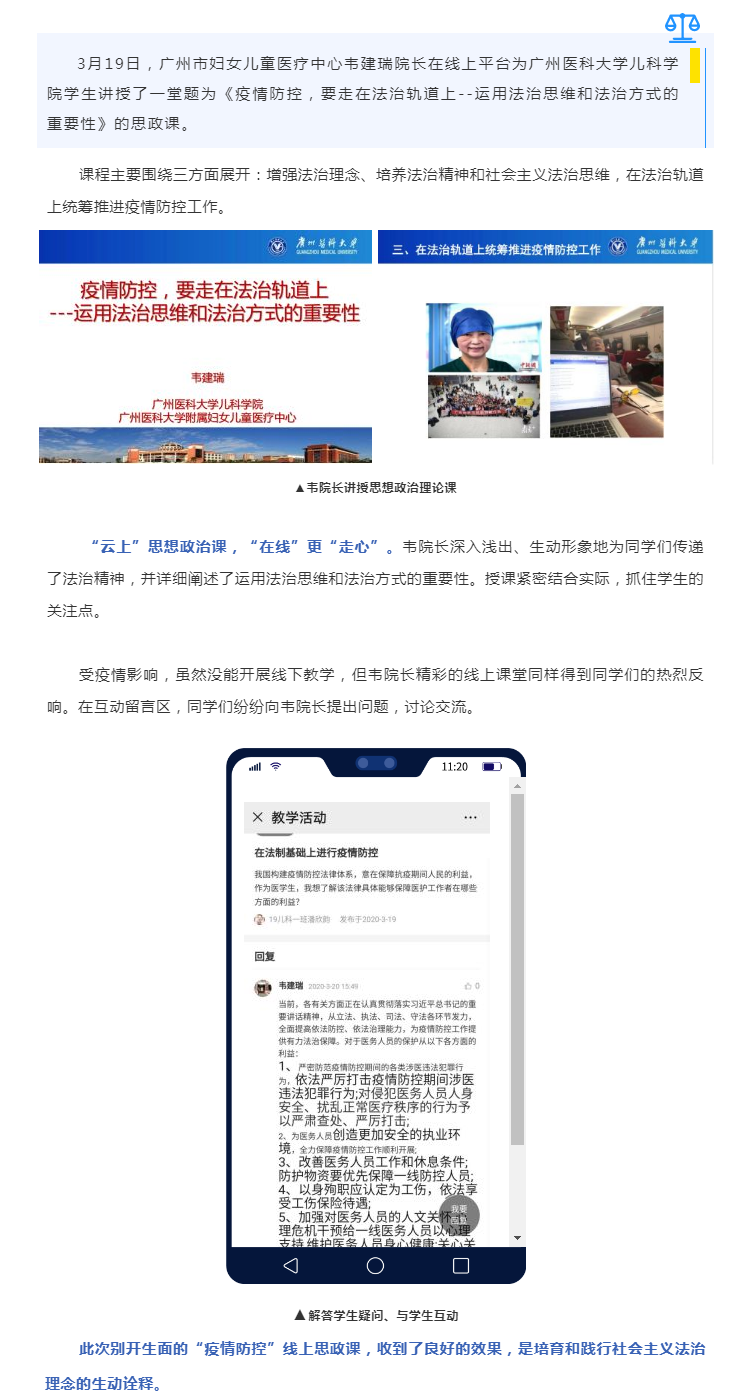 3月19日，广州市妇女儿童医疗中心韦建瑞院长在线上平台为广州医科大学儿科学
院学生讲授了一堂题为《疫情防控，要走在法治轨道上--运用法治思维和法治方式的
重要性》的思政课。
课程主要围绕三方面展开：增强法治理念、培养法治精神和社会主义法治思维，在法治轨道
上统筹推进疫情防控工作。
广州医科大学
GUANGZHOU MEDICAL UNIVERSITY
疫情防控，要走在法治轨道上
---运用法治思维和法治方式的重要性
韦建瑞
广州医科大学儿科学院
广州医科大学附属妇女儿童医疗中心
三、在法治轨道上统筹推进疫情防控工作
广州医科大学
GUANGZHOU MEDICAL UNIVERSITY
▲韦院长讲授思想政治理论课
“云上”思想政治课，“在线”更“走心”。韦院长深入浅出、生动形象地为同学们传递
了法治精神，并详细阐述了运用法治思维和法治方式的重要性。授课紧密结合实际，抓住学生的
关注点。
受疫情影响，虽然没能开展线下教学，但韦院长精彩的线上课堂同样得到同学们的热烈反
响。在互动留言区，同学们纷纷向韦院长提出问题，讨论交流。
11:20
教学活动
在法制基础上进行疫情防控
我国构建疫情防控法律体系，意在保障抗疫期间人民的利益，
作为医学生，我想了解该法律具体能够保障医护工作者在哪些
方面的利益？
19儿科一班潘欣韵 发布于2020-3-19
回复
韦建瑞 2020-3-20 15:49 0
当前，各有关方面正在认真贯彻落实习近平总书记的重
要讲话精神，从立法、执法、司法、守法各环节发力，
全面提高依法防控、依法治理能力，为疫情防控工作提
供有力法治保障。对于医务人员的保护从以下各方面的
利益：
1、严密防范疫情防控期间的各类涉医违法犯罪行
为，依法严厉打击疫情防控期间涉医
违法犯罪行为;对侵犯医务人员人身
安全、扰乱正常医疗秩序的行为予
以严肃查处、严厉打击;
2、为医务人员创造更加安全的执业环
境，全力保障疫情防控工作顺利开展;
3、改善医务人员工作和休息条件;
防护物资要优先保障一线防控人员;
4、以身殉职应认定为工伤，依法享
受工伤保险待遇;
5、加强对医务人员的人文关怀
理危机干预给一线医务人员以心理
支持,维护医务人员身心健康;关心关
我要
▲ 解答学生疑问、与学生互动
此次别开生面的“疫情防控”线上思政课，收到了良好的效果，是培育和践行社会主义法治
理念的生动诠释。